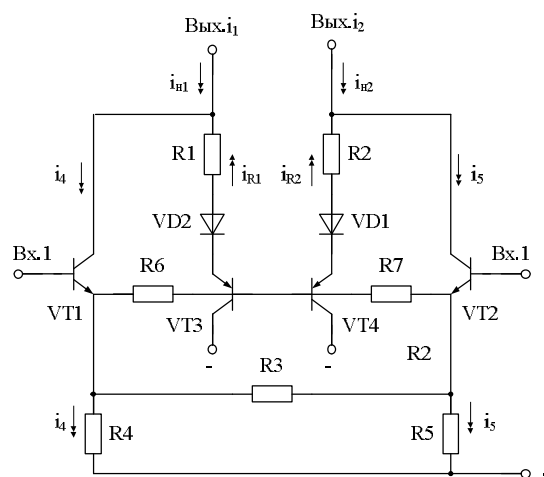 Вых.i1 Вых.i2
iн1 iн2
R1 R2
i4 iR1 iR2 i5
VD2 VD1
Вх.1 R6 R7 Вх.1
VT1 VT3 VT4 VT2
- -
R3 R2
i4 R4 R5 i5
-